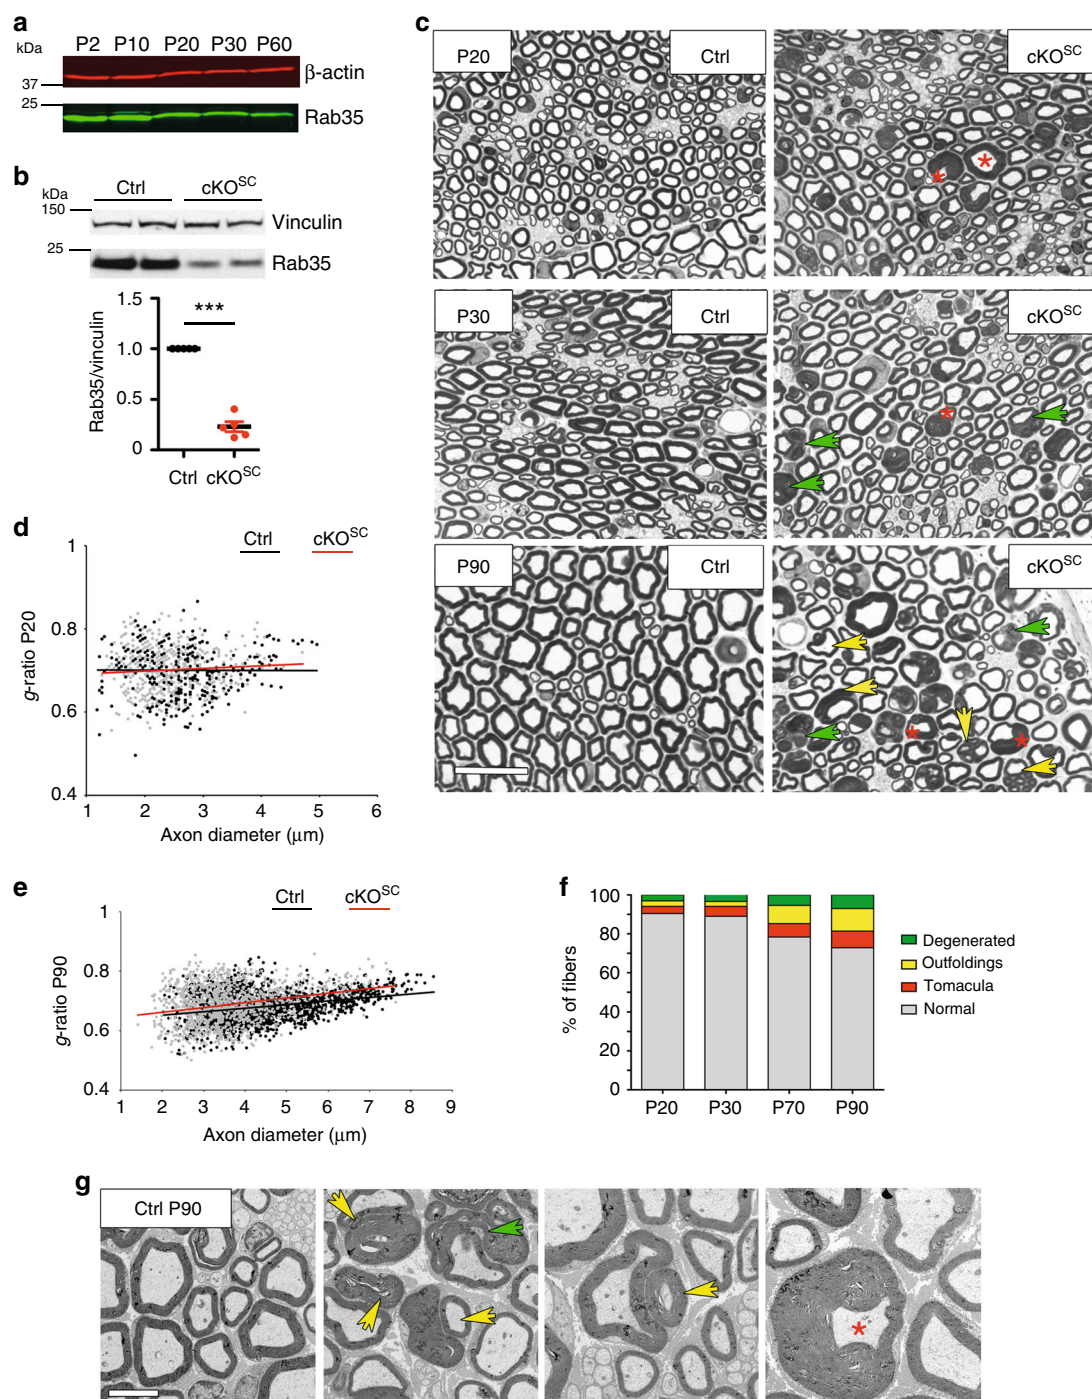 a
kDa
P2 P10 P20 P30 P60
37
β-actin
25
Rab35
b
kDa
Ctrl cKO^SC
150
Vinculin
25
Rab35
1.5
***
1.0
0.5
0
Rab35/vinculin
Ctrl cKO^SC
c
P20 Ctrl cKO^SC
* *
P30 Ctrl cKO^SC
*
P90 Ctrl cKO^SC
* *
d
Ctrl cKO^SC
1
0.8
0.6
0.4
g-ratio P20
1 2 3 4 5 6
Axon diameter (μm)
e
Ctrl cKO^SC
1
0.8
0.6
0.4
g-ratio P90
1 2 3 4 5 6 7 8 9
Axon diameter (μm)
f
100
80
60
40
20
0
% of fibers
P20 P30 P70 P90
Degenerated
Outfoldings
Tomacula
Normal
g
Ctrl P90
*